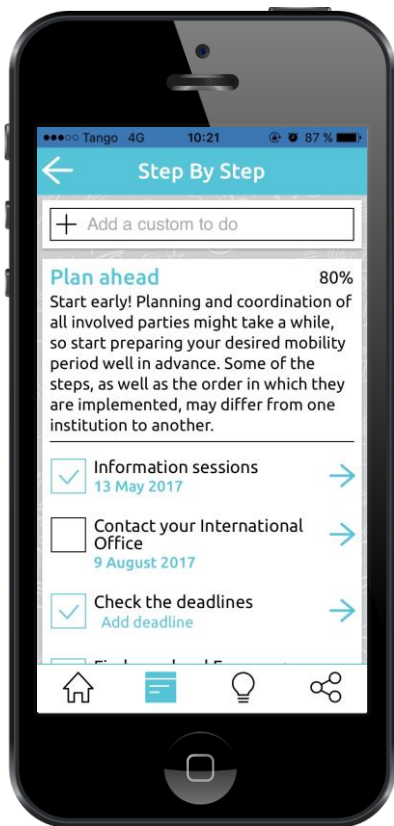 Tango 4G 10:21 87 %
Step By Step
Add a custom to do
Plan ahead 80%
Start early! Planning and coordination of
all involved parties might take a while,
so start preparing your desired mobility
period well in advance. Some of the
steps, as well as the order in which they
are implemented, may differ from one
institution to another.
Information sessions
13 May 2017
Contact your International
Office
9 August 2017
Check the deadlines
Add deadline